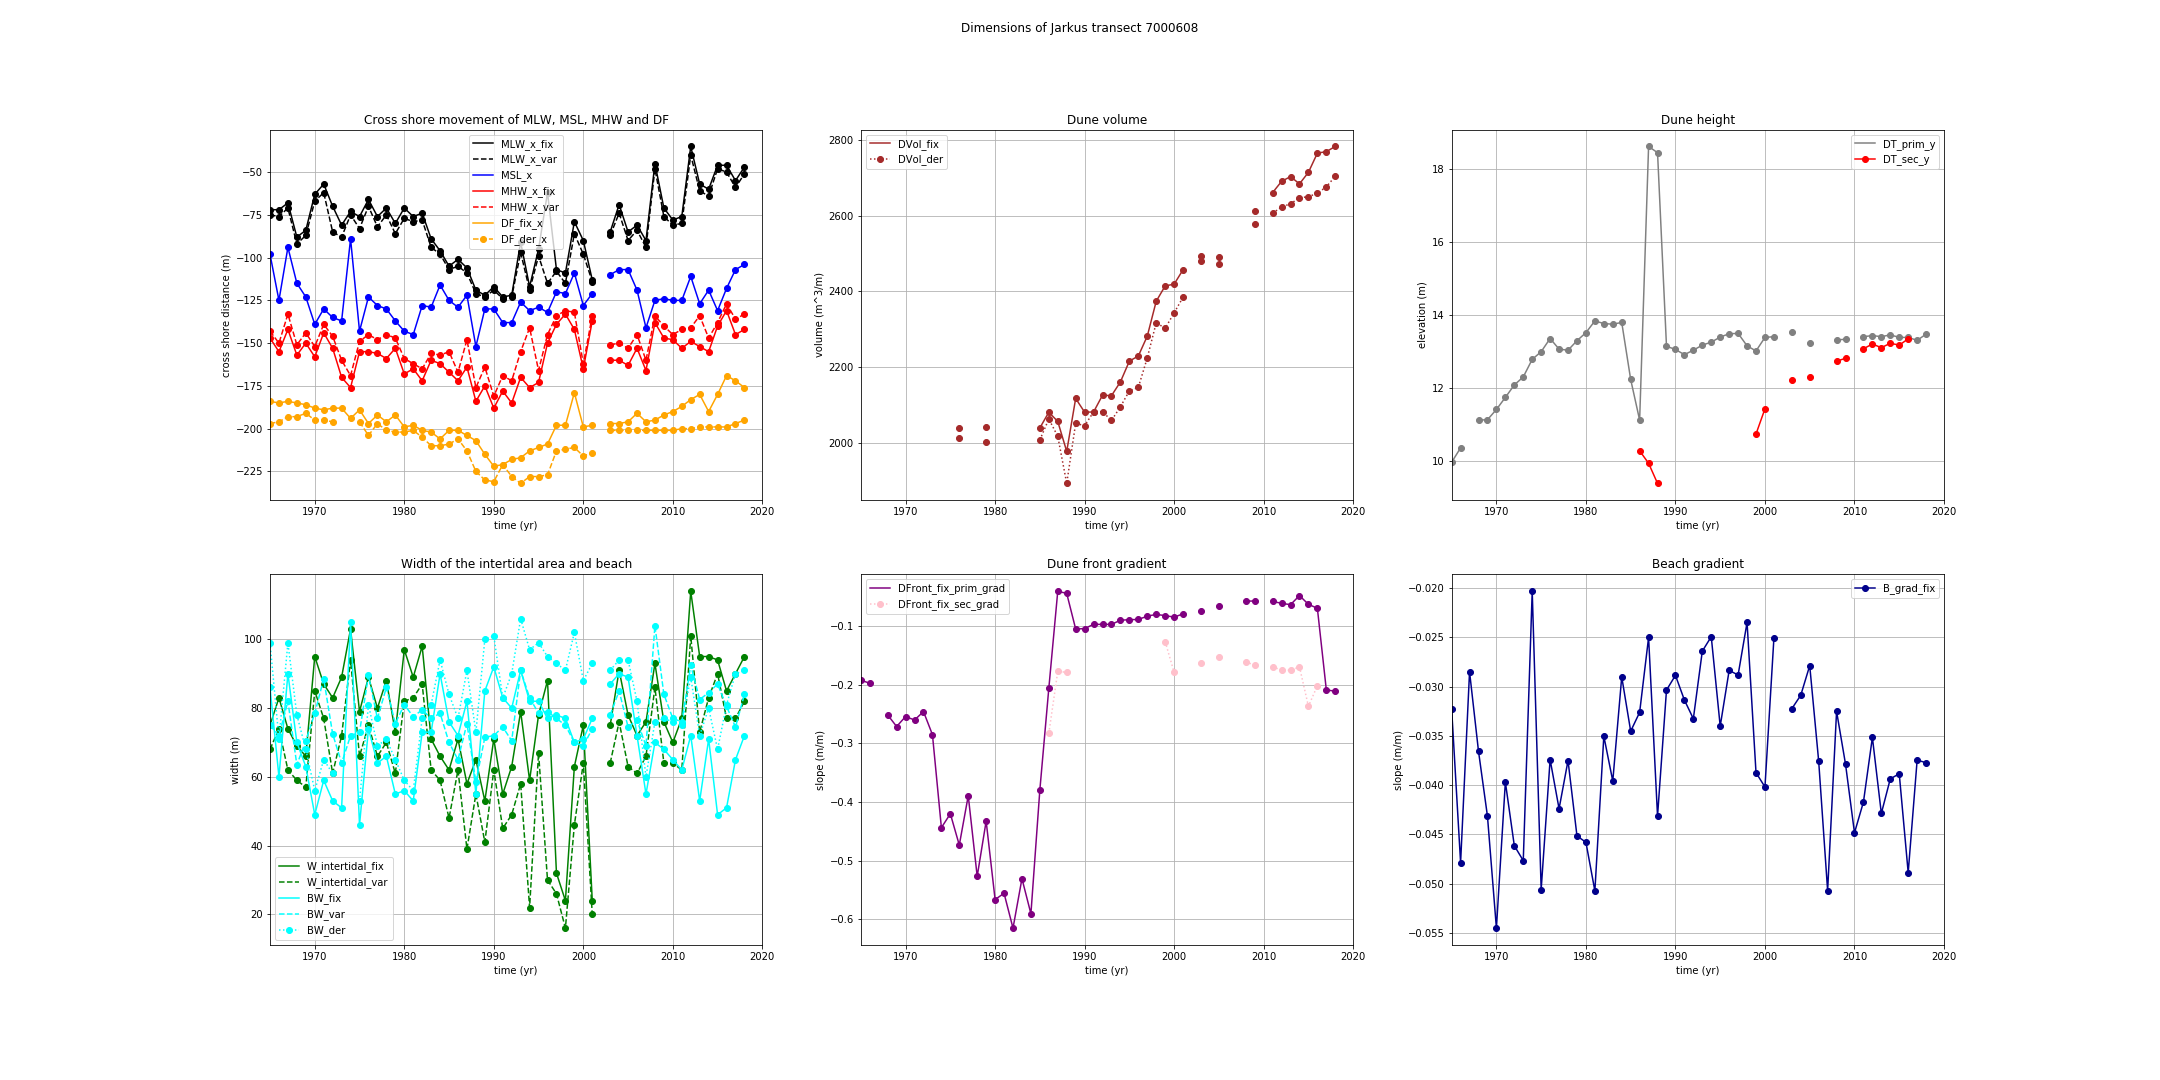 Dimensions of Jarkus transect 7000608
Cross shore movement of MLW, MSL, MHW and DF
cross shore distance (m)
−50
−75
−100
−125
−150
−175
−200
−225
MLW_x_fix
MLW_x_var
MSL_x
MHW_x_fix
MHW_x_var
DF_fix_x
DF_der_x
1970 1980 1990 2000 2010 2020
time (yr)
Dune volume
volume (m^3/m)
2800
2600
2400
2200
2000
DVol_fix
DVol_der
1970 1980 1990 2000 2010 2020
time (yr)
Dune height
elevation (m)
18
16
14
12
10
DT_prim_y
DT_sec_y
1970 1980 1990 2000 2010 2020
time (yr)
Width of the intertidal area and beach
width (m)
100
80
60
40
20
W_intertidal_fix
W_intertidal_var
BW_fix
BW_var
BW_der
1970 1980 1990 2000 2010 2020
time (yr)
Dune front gradient
slope (m/m)
−0.1
−0.2
−0.3
−0.4
−0.5
−0.6
DFront_fix_prim_grad
DFront_fix_sec_grad
1970 1980 1990 2000 2010 2020
time (yr)
Beach gradient
slope (m/m)
−0.020
−0.025
−0.030
−0.035
−0.040
−0.045
−0.050
−0.055
B_grad_fix
1970 1980 1990 2000 2010 2020
time (yr)